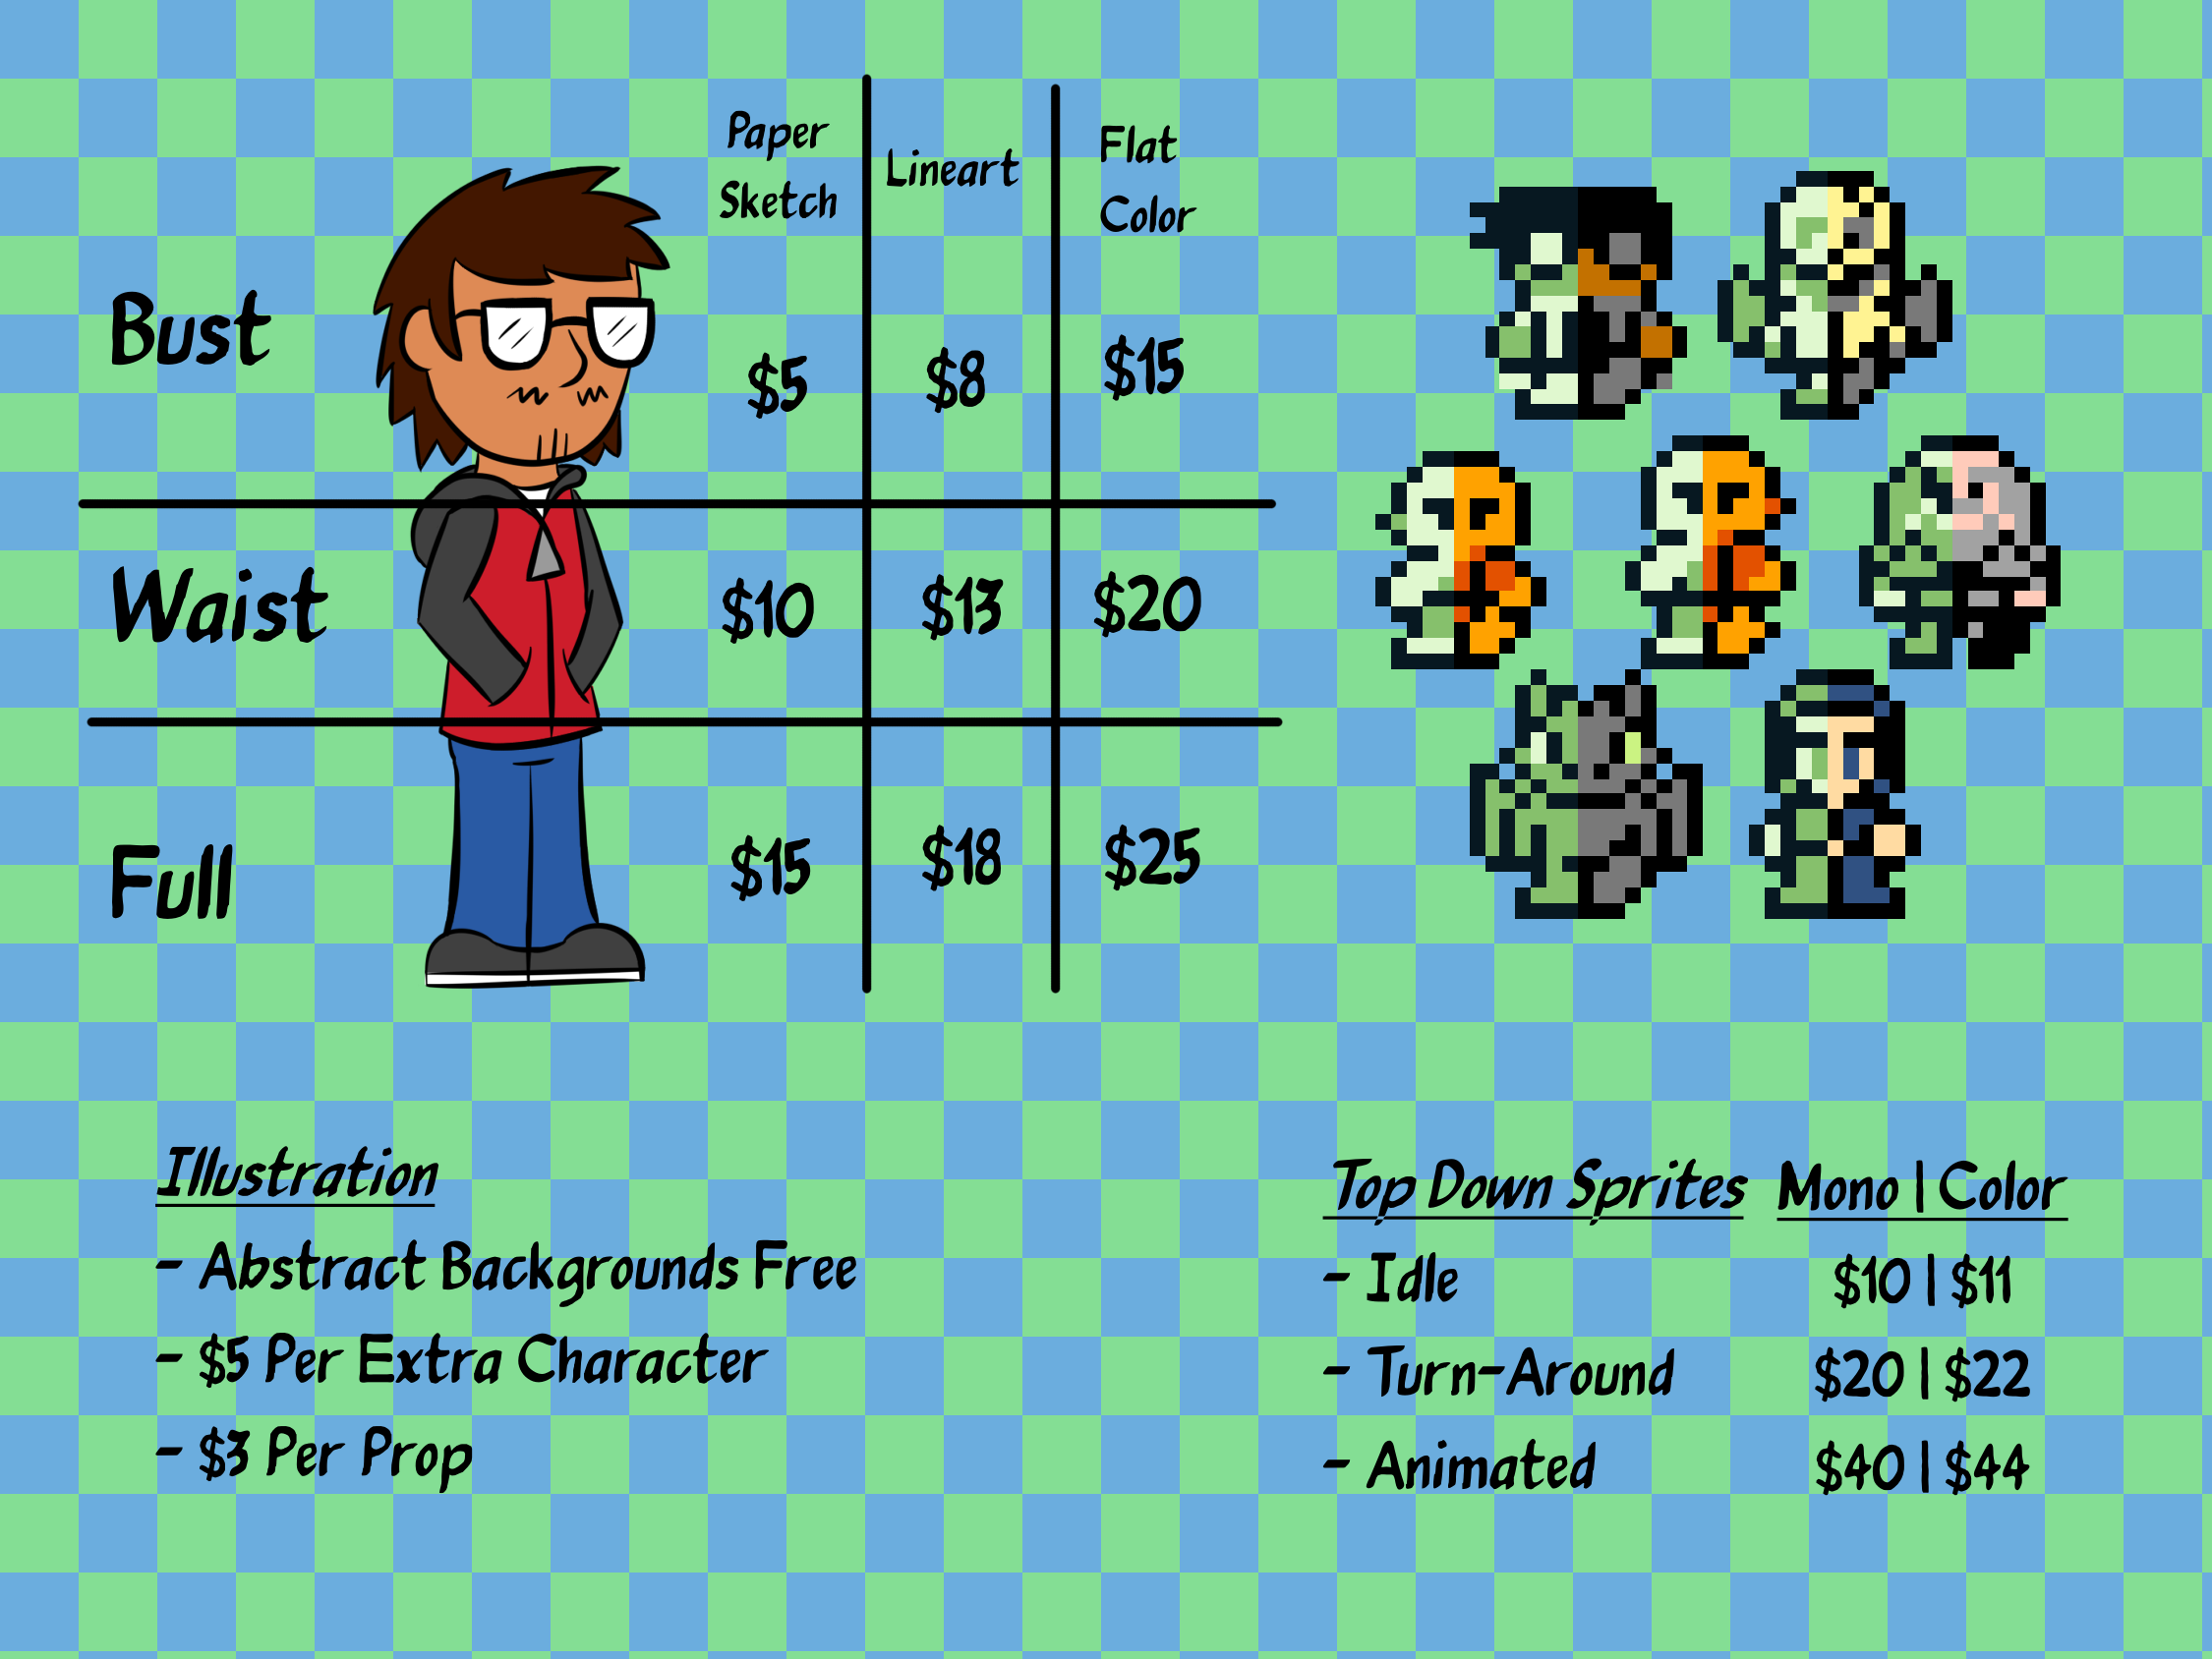 Paper
Sketch
Lineart
Flat
Color
Bust
$5
$8
$15
Waist
$10
$13
$20
Full
$15
$18
$25
Illustration
- Abstract Backgrounds Free
- $5 Per Extra Character
- $3 Per Prop
Top Down Sprites Mono | Color
- Idle $10 | $11
- Turn-Around $20 | $22
- Animated $40 | $44